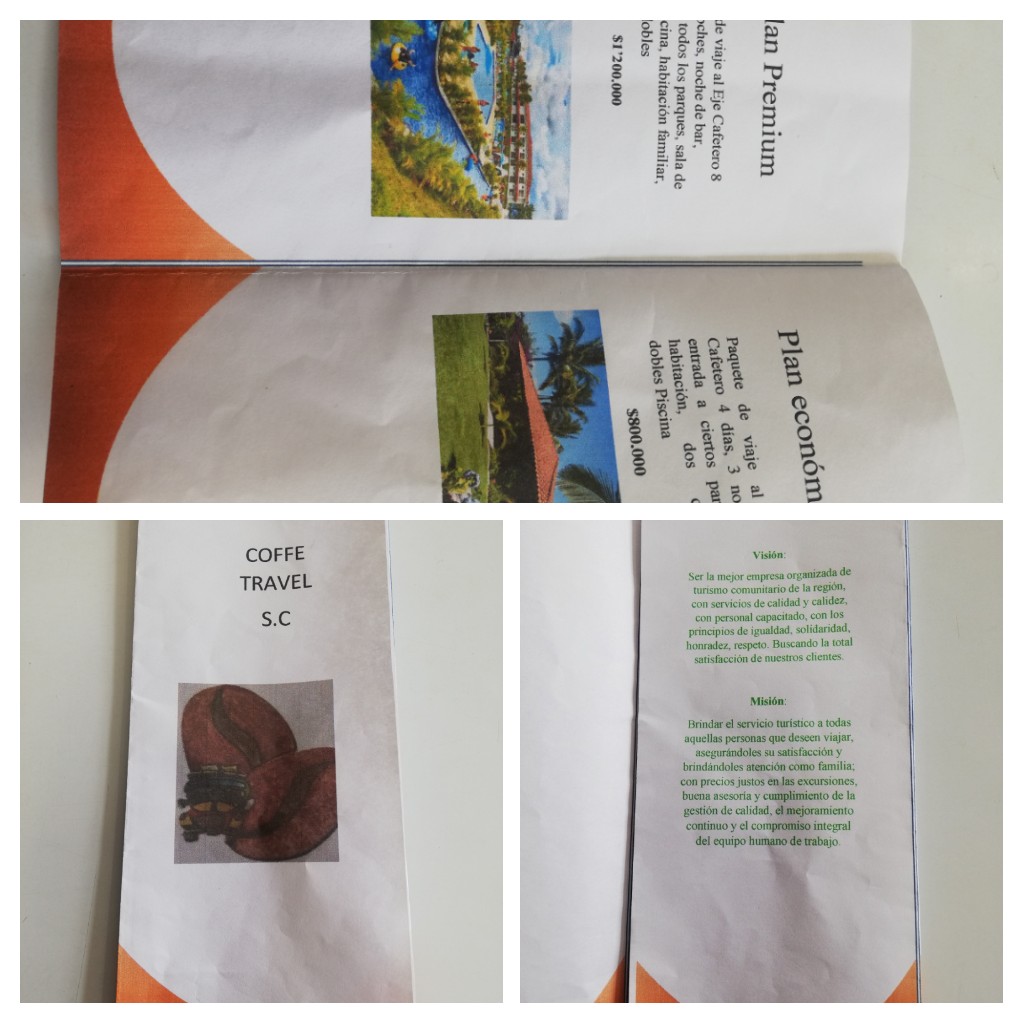 lan Premium
de viaje al Eje Cafetero 8
oches, noche de bar,
todos los parques, sala de
cina, habitación familiar,
obles
$1'200.000
Plan económ
Paquete de viaje al
Cafetero 4 días, 3 no
entrada a ciertos par
habitación, dos c
dobles Piscina
$800.000
COFFE
TRAVEL
S.C
Visión:
Ser la mejor empresa organizada de
turismo comunitario de la región,
con servicios de calidad y calidez,
con personal capacitado, con los
principios de igualdad, solidaridad,
honradez, respeto. Buscando la total
satisfacción de nuestros clientes.
Misión:
Brindar el servicio turístico a todas
aquellas personas que deseen viajar,
asegurándoles su satisfacción y
brindándoles atención como familia;
con precios justos en las excursiones,
buena asesoría y cumplimiento de la
gestión de calidad, el mejoramiento
continuo y el compromiso integral
del equipo humano de trabajo.